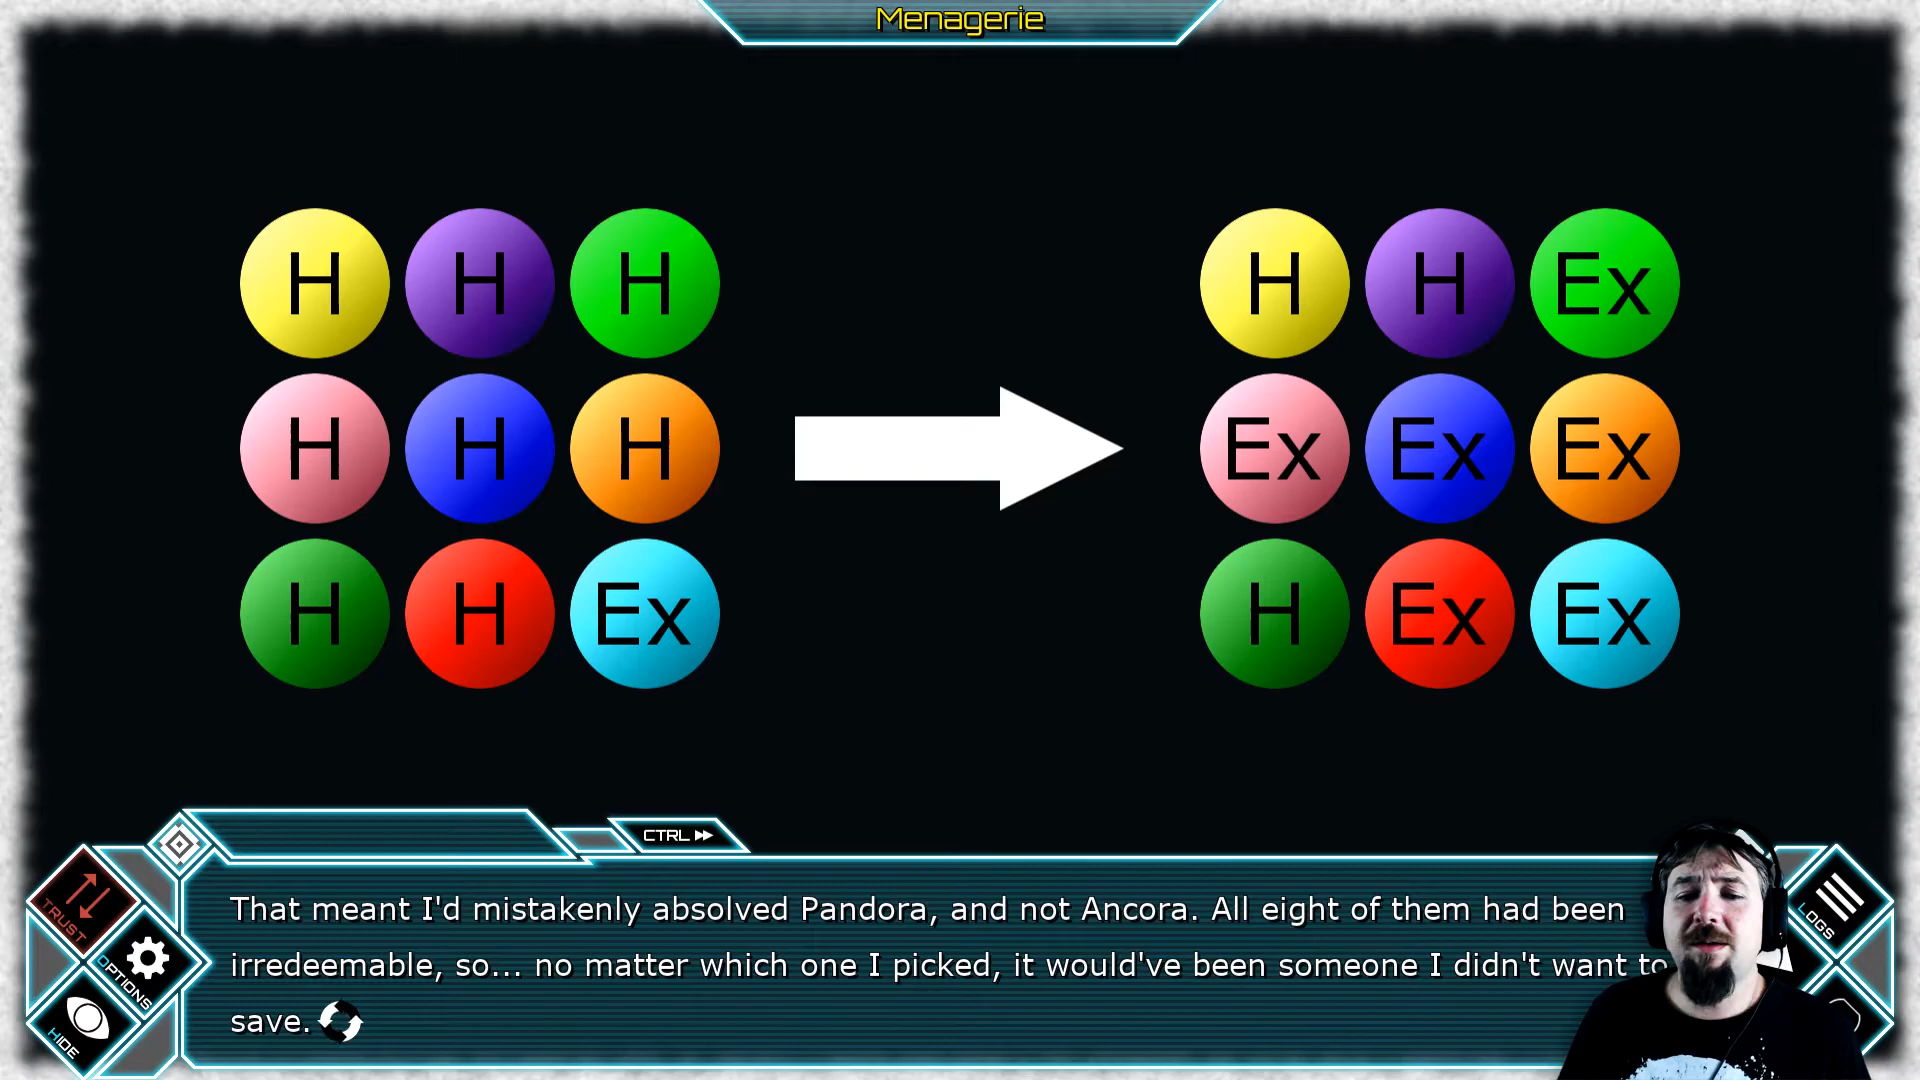 Menagerie
H H H H H Ex
H H H Ex Ex Ex
H H Ex H Ex Ex
CTRL
That meant I'd mistakenly absolved Pandora, and not Ancora. All eight of them had been
irredeemable, so... no matter which one I picked, it would've been someone I didn't want to
save.
TRUST
OPTIONS
HIDE
LOGS